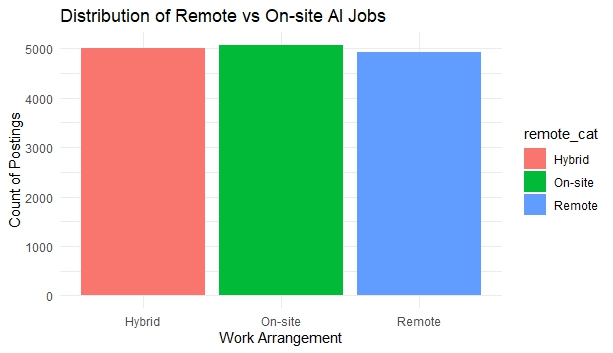 Distribution of Remote vs On-site AI Jobs
5000
4000
3000
2000
1000
0
Count of Postings
Hybrid
On-site
Remote
Work Arrangement
remote_cat
Hybrid
On-site
Remote